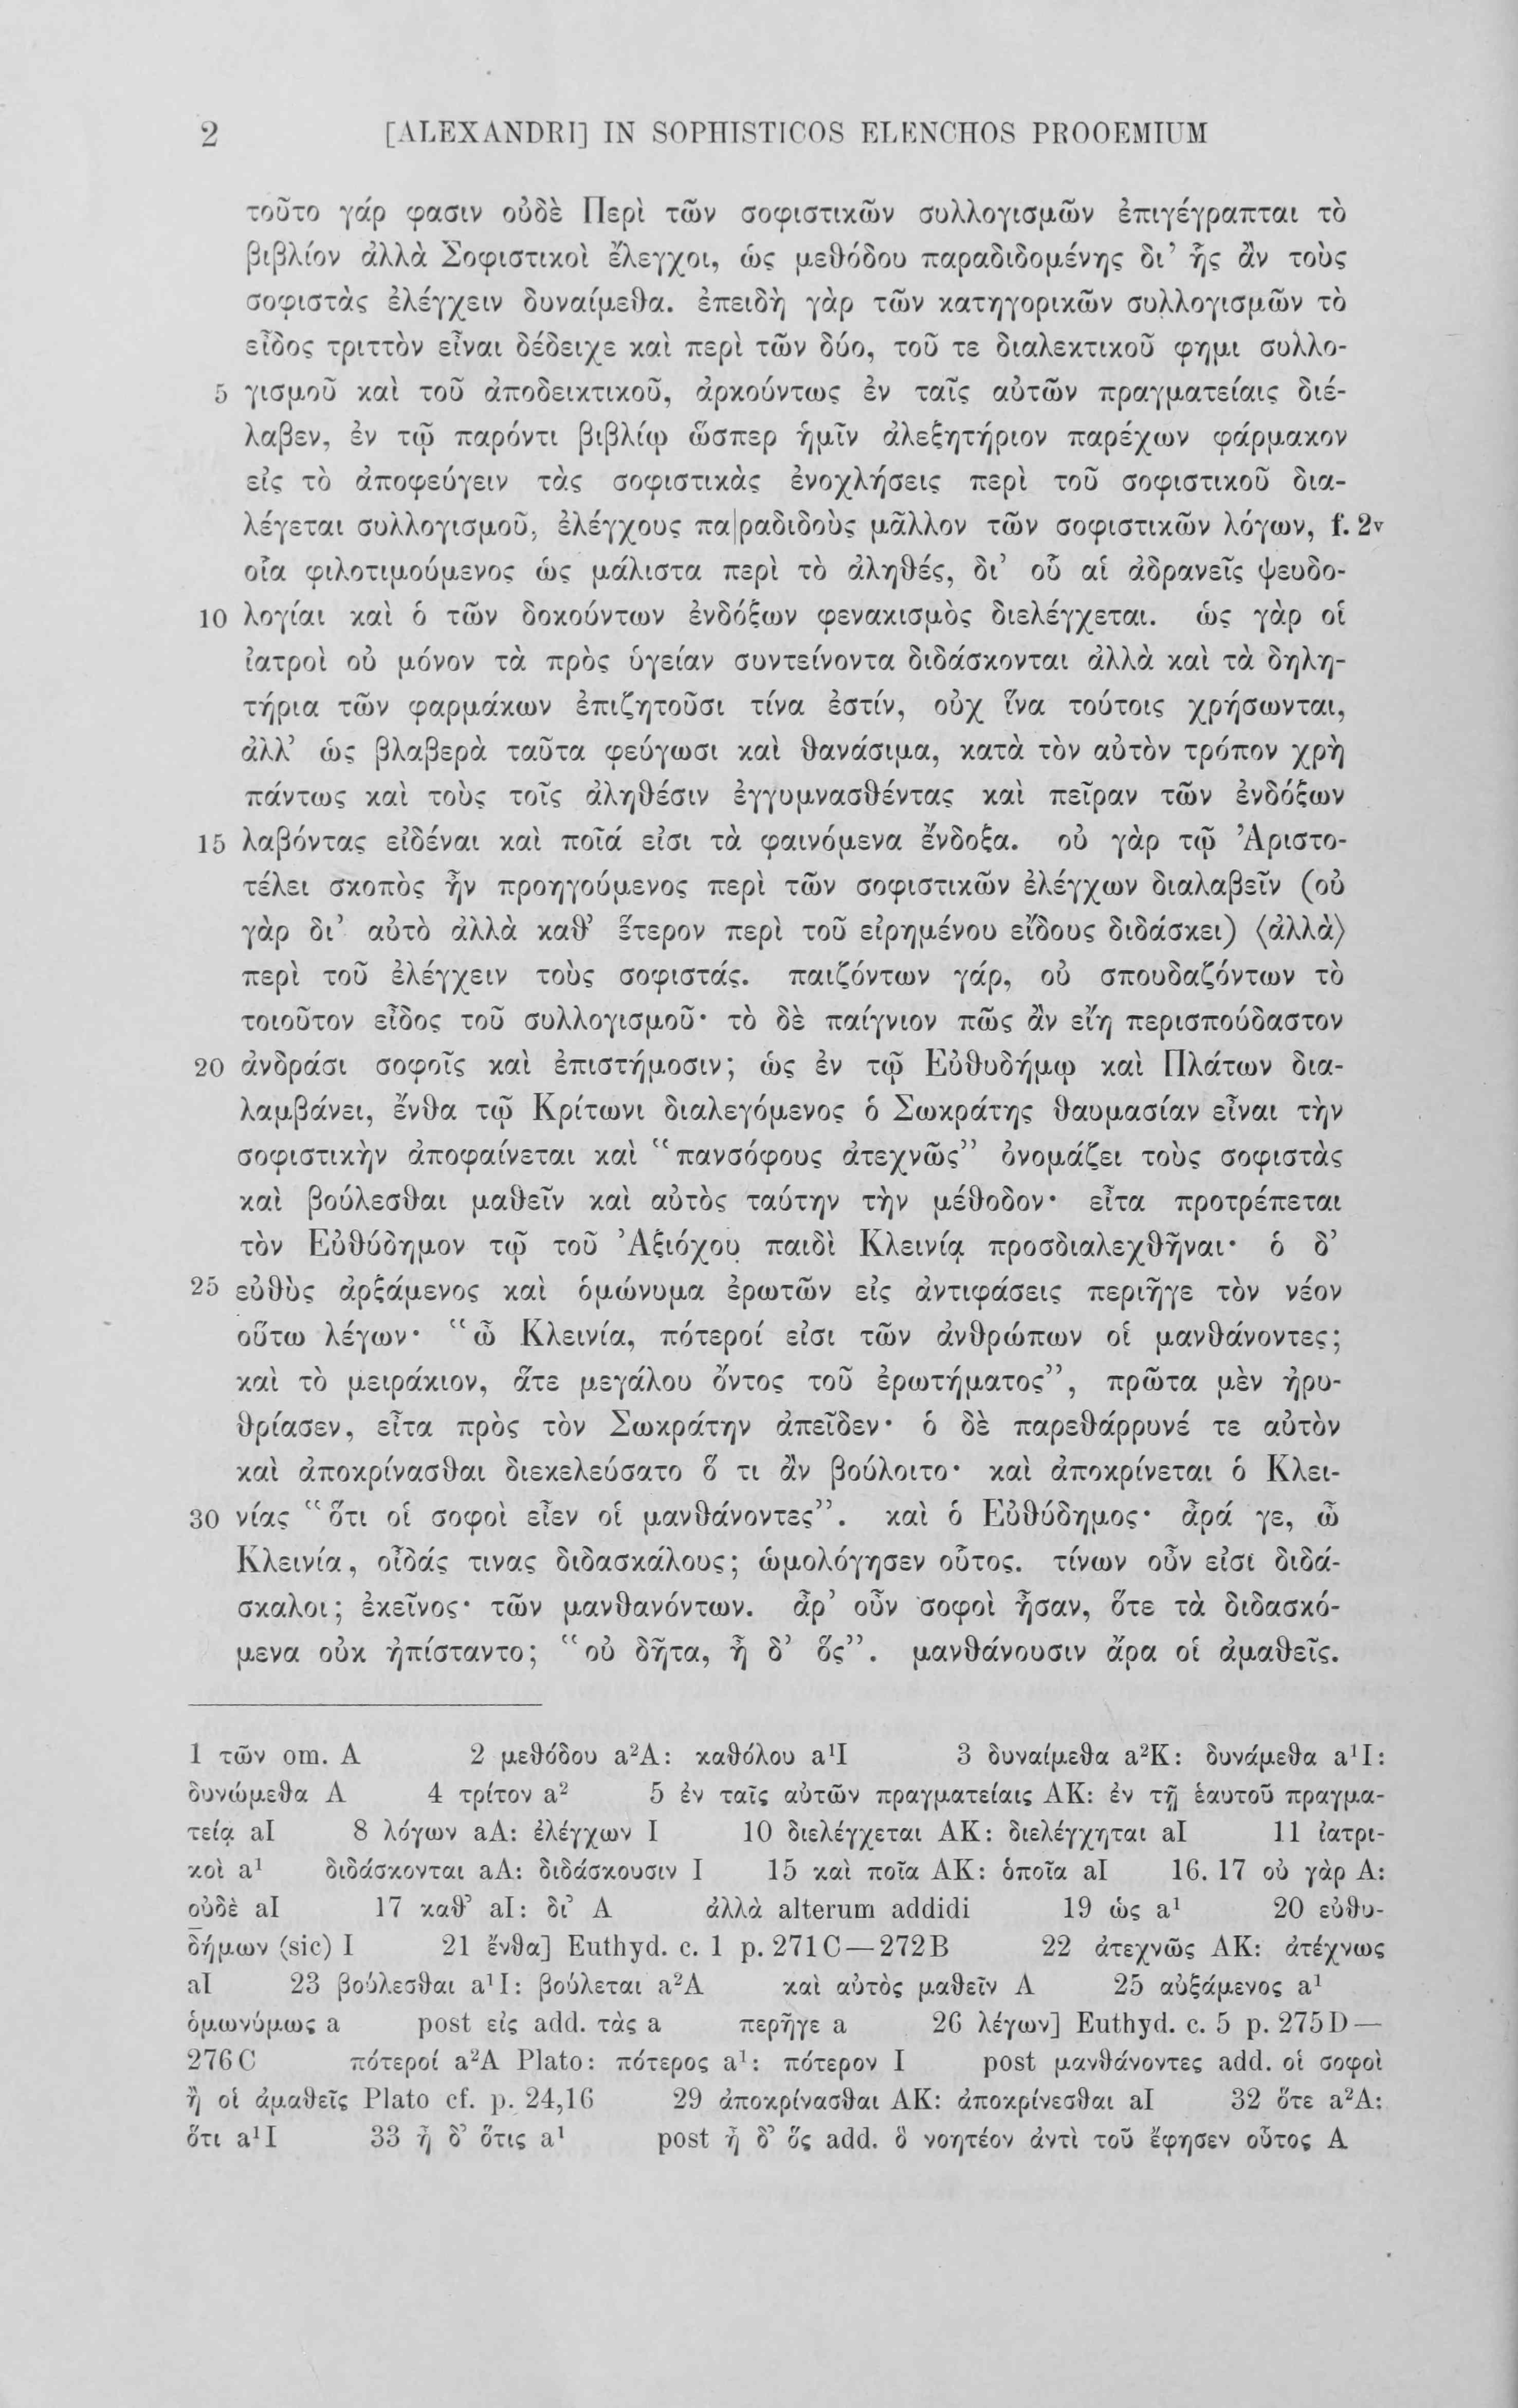 2 [ALEXANDRI] IN SOPHISTICOS ELENCHOS PROOEMIUM
τοῦτο γάρ φασιν οὐδὲ Περὶ τῶν σοφιστικῶν συλλογισμῶν ἐπιγέγραπται τὸ
βιβλίον ἀλλὰ Σοφιστικοὶ ἔλεγχοι, ὡς μεθόδου παραδιδομένης δι’ ἧς ἂν τοὺς
σοφιστὰς ἐλέγχειν δυναίμεθα. ἐπειδὴ γὰρ τῶν κατηγορικῶν συλλογισμῶν τὸ
εἶδος τριττὸν εἶναι δέδειχε καὶ περὶ τῶν δύο, τοῦ τε διαλεκτικοῦ φημι συλλο-
5 γισμοῦ καὶ τοῦ ἀποδεικτικοῦ, ἀρκούντως ἐν ταῖς αὐτῶν πραγματείαις διέ-
λαβεν, ἐν τῷ παρόντι βιβλίῳ ὥσπερ ἡμῖν ἀλεξητήριον παρέχων φάρμακον
εἰς τὸ ἀποφεύγειν τὰς σοφιστικὰς ἐνοχλήσεις περὶ τοῦ σοφιστικοῦ δια-
λέγεται συλλογισμοῦ, ἐλέγχους πα|ραδιδοὺς μᾶλλον τῶν σοφιστικῶν λόγων, f. 2v
οἷα φιλοτιμούμενος ὡς μάλιστα περὶ τὸ ἀληθές, δι’ οὗ αἱ ἀδρανεῖς ψευδο-
10 λογίαι καὶ ὁ τῶν δοκούντων ἐνδόξων φενακισμὸς διελέγχεται. ὡς γὰρ οἱ
ἰατροὶ οὐ μόνον τὰ πρὸς ὑγείαν συντείνοντα διδάσκονται ἀλλὰ καὶ τὰ δηλη-
τήρια τῶν φαρμάκων ἐπιζητοῦσι τίνα ἐστίν, οὐχ ἵνα τούτοις χρήσωνται,
ἀλλ’ ὡς βλαβερὰ ταῦτα φεύγωσι καὶ θανάσιμα, κατὰ τὸν αὐτὸν τρόπον χρὴ
πάντως καὶ τοὺς τοῖς ἀληθέσιν ἐγγυμνασθέντας καὶ πεῖραν τῶν ἐνδόξων
15 λαβόντας εἰδέναι καὶ ποῖά εἰσι τὰ φαινόμενα ἔνδοξα. οὐ γὰρ τῷ Ἀριστο-
τέλει σκοπὸς ἦν προηγούμενος περὶ τῶν σοφιστικῶν ἐλέγχων διαλαβεῖν (οὐ
γὰρ δι’ αὐτὸ ἀλλὰ καθ’ ἕτερον περὶ τοῦ εἰρημένου εἴδους διδάσκει) ⟨ἀλλὰ⟩
περὶ τοῦ ἐλέγχειν τοὺς σοφιστάς. παιζόντων γάρ, οὐ σπουδαζόντων τὸ
τοιοῦτον εἶδος τοῦ συλλογισμοῦ· τὸ δὲ παίγνιον πῶς ἂν εἴη περισπούδαστον
20 ἀνδράσι σοφοῖς καὶ ἐπιστήμοσιν; ὡς ἐν τῷ Εὐθυδήμῳ καὶ Πλάτων δια-
λαμβάνει, ἔνθα τῷ Κρίτωνι διαλεγόμενος ὁ Σωκράτης θαυμασίαν εἶναι τὴν
σοφιστικὴν ἀποφαίνεται καὶ “πανσόφους ἀτεχνῶς” ὀνομάζει τοὺς σοφιστὰς
καὶ βούλεσθαι μαθεῖν καὶ αὐτὸς ταύτην τὴν μέθοδον· εἶτα προτρέπεται
τὸν Εὐθύδημον τῷ τοῦ Ἀξιόχου παιδὶ Κλεινίᾳ προσδιαλεχθῆναι· ὁ δ’
25 εὐθὺς ἀρξάμενος καὶ ὁμώνυμα ἐρωτῶν εἰς ἀντιφάσεις περιῆγε τὸν νέον
οὕτω λέγων· “ὦ Κλεινία, πότεροί εἰσι τῶν ἀνθρώπων οἱ μανθάνοντες;
καὶ τὸ μειράκιον, ἅτε μεγάλου ὄντος τοῦ ἐρωτήματος”, πρῶτα μὲν ἠρυ-
θρίασεν, εἶτα πρὸς τὸν Σωκράτην ἀπεῖδεν· ὁ δὲ παρεθάρρυνέ τε αὐτὸν
καὶ ἀποκρίνασθαι διεκελεύσατο ὅ τι ἂν βούλοιτο· καὶ ἀποκρίνεται ὁ Κλει-
30 νίας “ὅτι οἱ σοφοὶ εἶεν οἱ μανθάνοντες”. καὶ ὁ Εὐθύδημος· ἆρά γε, ὦ
Κλεινία, οἶδάς τινας διδασκάλους; ὡμολόγησεν οὗτος. τίνων οὖν εἰσι διδά-
σκαλοι; ἐκεῖνος· τῶν μανθανόντων. ἆρ’ οὖν σοφοὶ ἦσαν, ὅτε τὰ διδασκό-
μενα οὐκ ἠπίσταντο; “οὐ δῆτα, ἦ δ’ ὅς”. μανθάνουσιν ἄρα οἱ ἀμαθεῖς.
1 τῶν om. A 2 μεθόδου a²A: καθόλου a¹I 3 δυναίμεθα a²K: δυνάμεθα a¹I:
δυνώμεθα A 4 τρίτον a² 5 ἐν ταῖς αὐτῶν πραγματείαις AK: ἐν τῇ ἑαυτοῦ πραγμα-
τείᾳ aI 8 λόγων aA: ἐλέγχων I 10 διελέγχεται AK: διελέγχηται aI 11 ἰατρι-
κοὶ a¹ διδάσκονται aA: διδάσκουσιν I 15 καὶ ποῖα AK: ὁποῖα aI 16. 17 οὐ γὰρ A:
οὐδὲ aI 17 καθ’ aI: δι’ A ἀλλὰ alterum addidi 19 ὡς a¹ 20 εὐθυ-
δήμων (sic) I 21 ἔνθα] Euthyd. c. 1 p. 271C—272B 22 ἀτεχνῶς AK: ἀτέχνως
aI 23 βούλεσθαι a¹I: βούλεται a²A καὶ αὐτὸς μαθεῖν A 25 αὐξάμενος a¹
ὁμωνύμως a post εἰς add. τὰς a περῆγε a 26 λέγων] Euthyd. c. 5 p. 275D—
276C πότεροί a²A Plato: πότερος a¹: πότερον I post μανθάνοντες add. οἱ σοφοὶ
ἢ οἱ ἀμαθεῖς Plato cf. p. 24,16 29 ἀποκρίνασθαι AK: ἀποκρίνεσθαι aI 32 ὅτε a²A:
ὅτι a¹I 33 ἦ δ’ ὅτις a¹ post ἦ δ’ ὅς add. ὃ νοητέον ἀντὶ τοῦ ἔφησεν οὗτος A